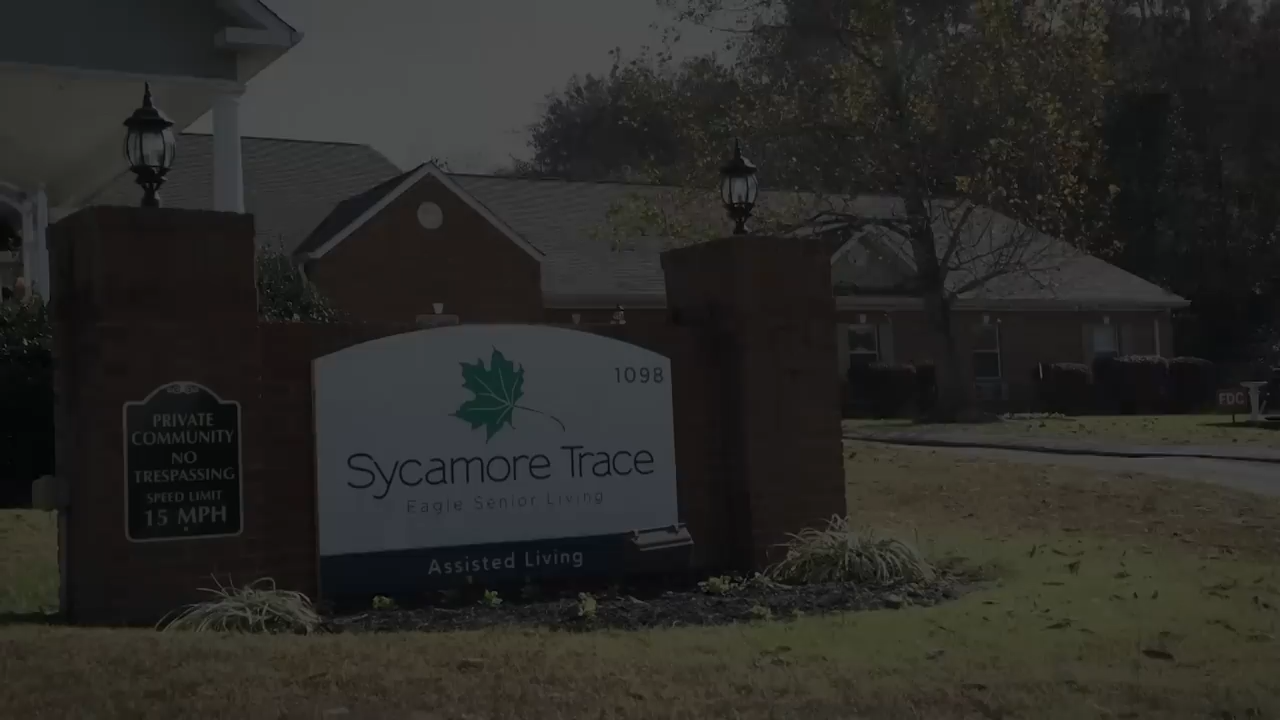 PRIVATE
COMMUNITY
NO
TRESPASSING
SPEED LIMIT
15 MPH
1098
Sycamore Trace
Eagle Senior Living
Assisted Living
FDC